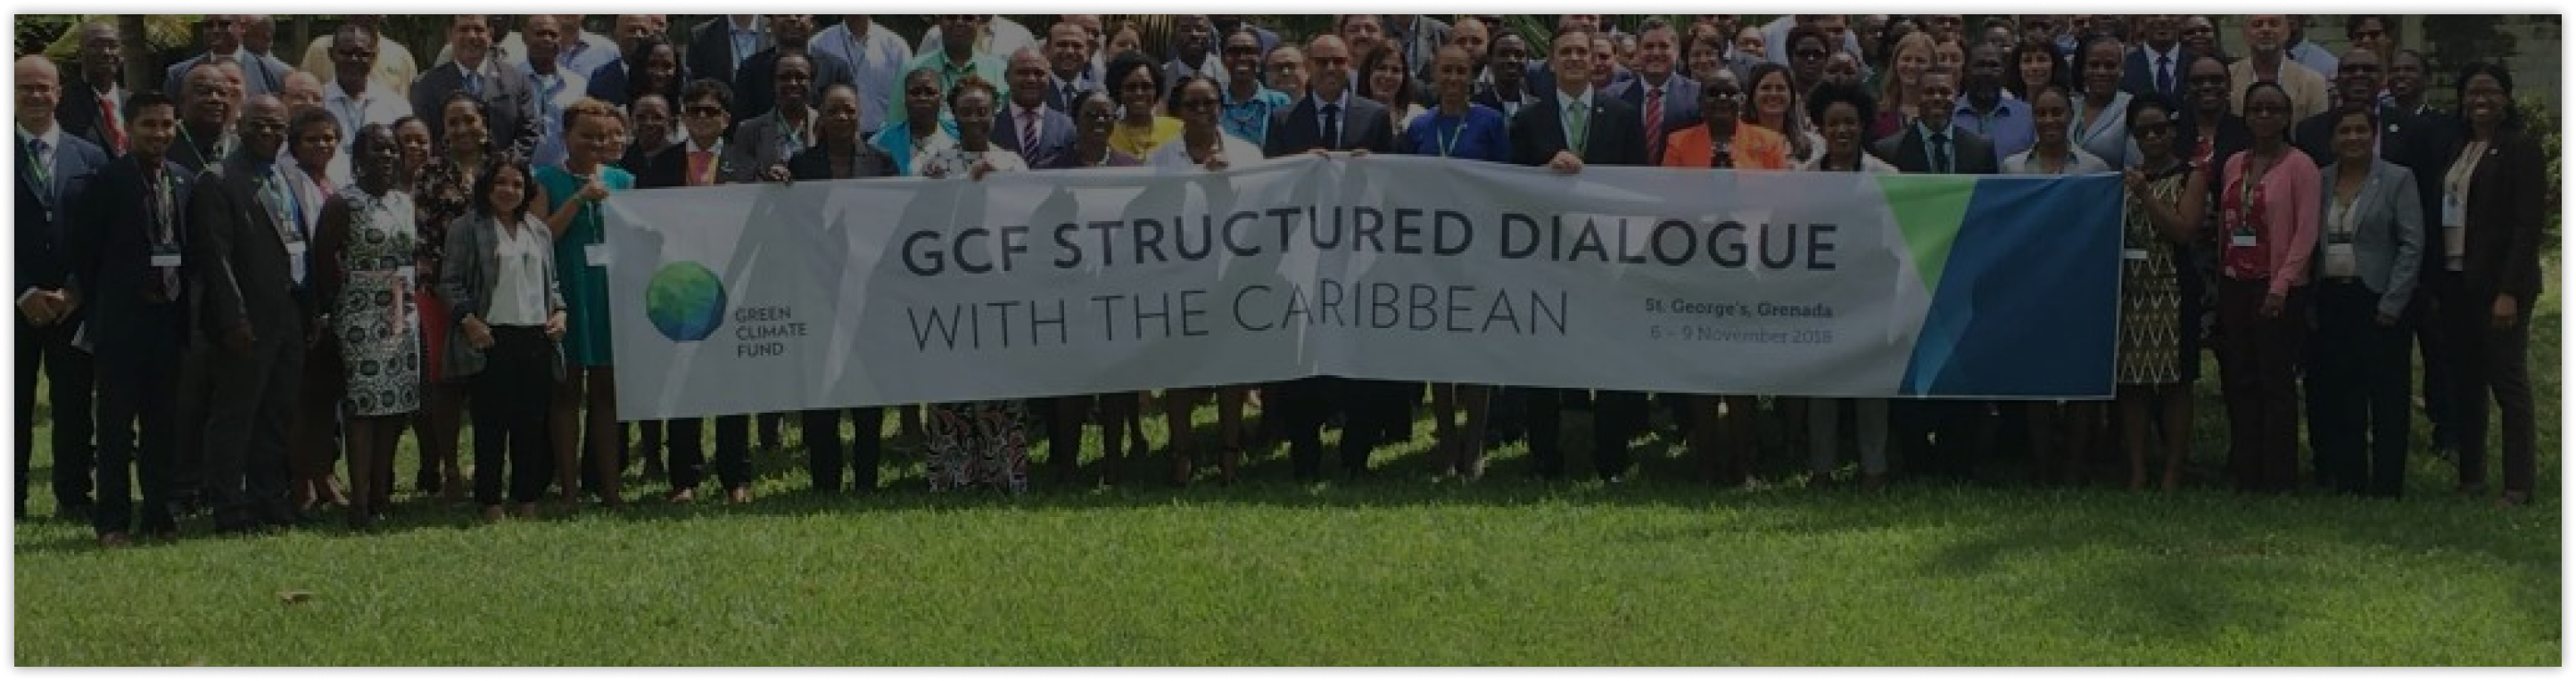 GCF STRUCTURED DIALOGUE
WITH THE CARIBBEAN
St. George's, Grenada
6 – 9 November 2018
GREEN
CLIMATE
FUND